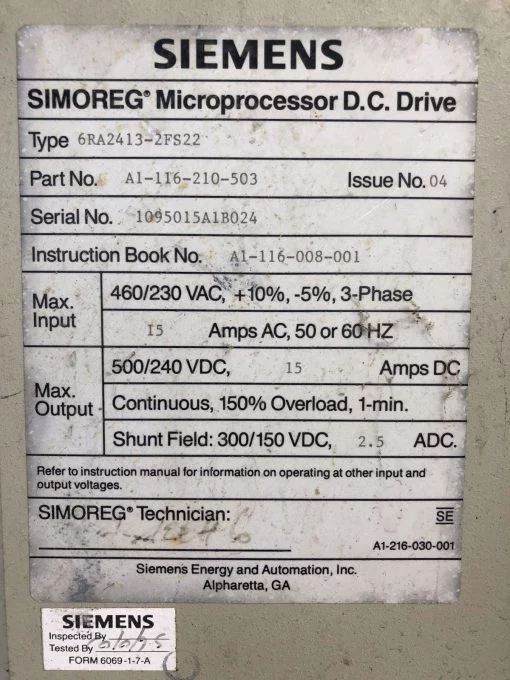 SIEMENS
SIMOREG® Microprocessor D.C. Drive
Type 6RA2413-2FS22
Part No. A1-116-210-503 Issue No. 04
Serial No. 1095015A1B024
Instruction Book No. A1-116-008-001
Max. Input
460/230 VAC, +10%, -5%, 3-Phase
15 Amps AC, 50 or 60 HZ
Max. Output
500/240 VDC, 15 Amps DC
Continuous, 150% Overload, 1-min.
Shunt Field: 300/150 VDC, 2.5 ADC.
Refer to instruction manual for information on operating at other input and
output voltages.
SIMOREG® Technician:
SE
A1-216-030-001
Siemens Energy and Automation, Inc.
Alpharetta, GA
SIEMENS
Inspected By
Tested By
FORM 6069-1-7-A